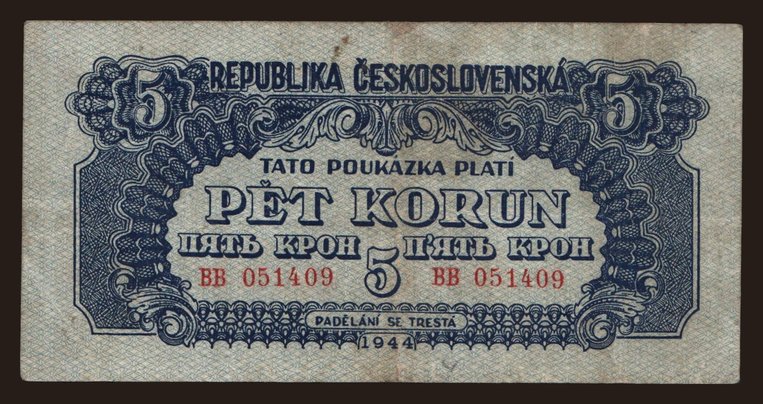 5 REPUBLIKA ČESKOSLOVENSKÁ 5
TATO POUKÁZKA PLATÍ
PĚT KORUN
ПЯТЬ КРОН 5 П'ЯТЬ КРОН
BB 051409 BB 051409
PADĚLÁNÍ SE TRESTÁ
1944